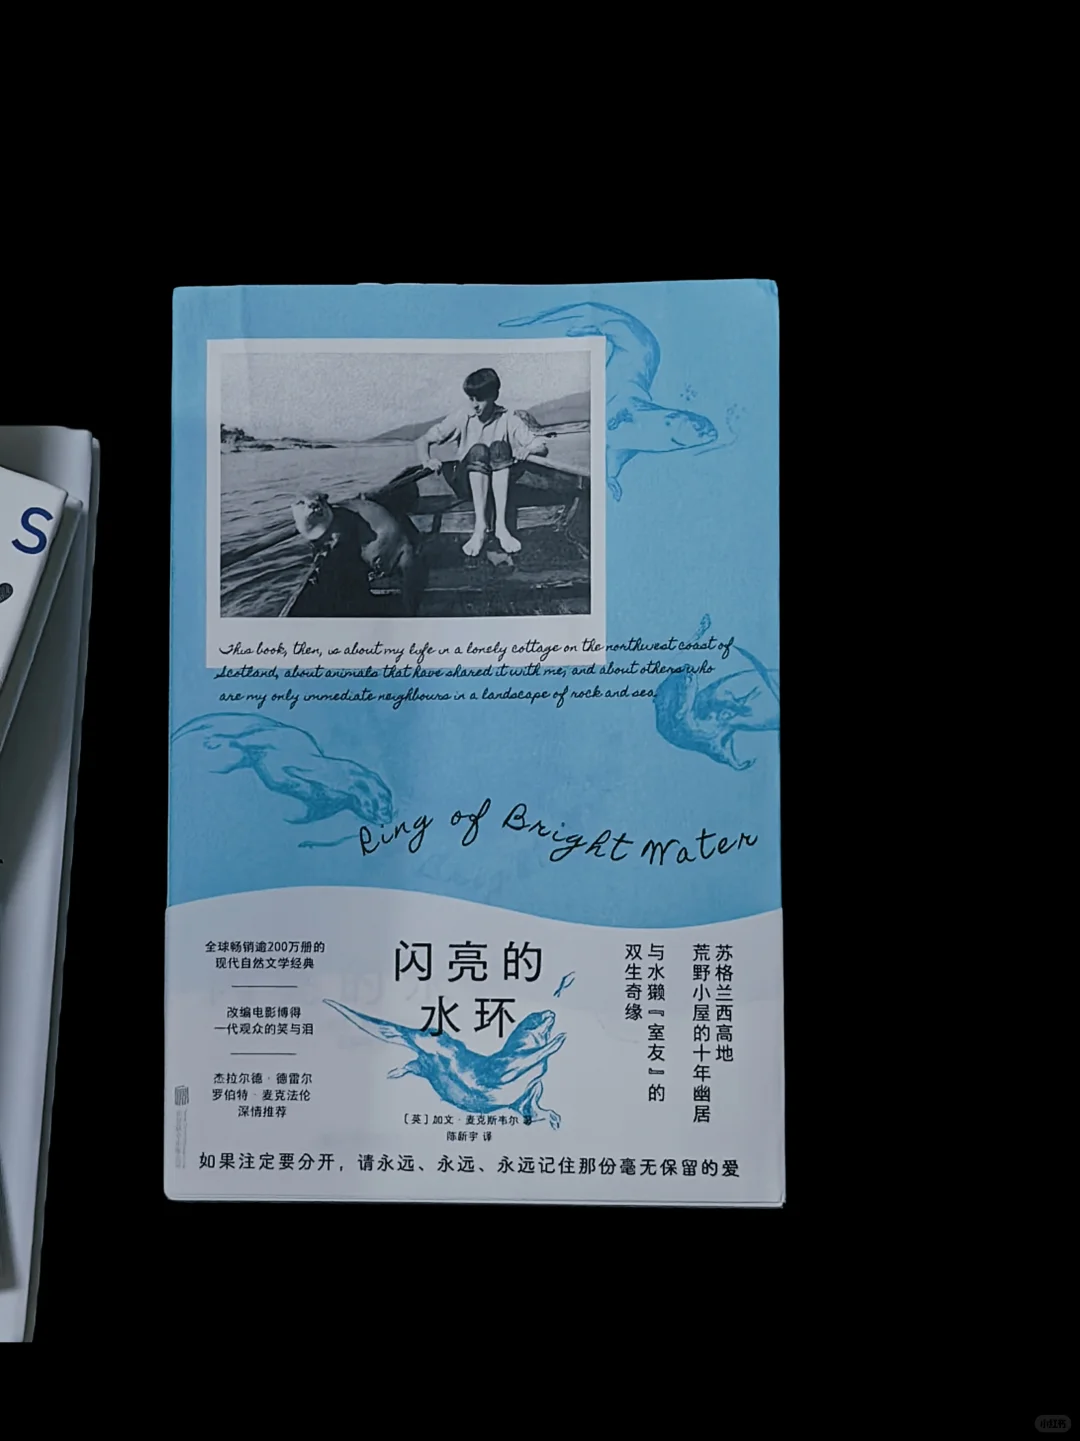 S
This book, then, is about my life in a lonely cottage on the northwest coast of
Scotland, about animals that have shared it with me, and about others who
are my only immediate neighbours in a landscape of rock and sea.
Ring of Bright Water
全球畅销逾200万册的
现代自然文学经典
改编电影博得
一代观众的笑与泪
杰拉尔德·德雷尔
罗伯特·麦克法伦
深情推荐
闪亮的
水环
[英]加文·麦克斯韦尔 著
陈新宇 译
苏格兰西高地
荒野小屋的十年幽居
与水獭『室友』的
双生奇缘
如果注定要分开，请永远、永远、永远记住那份毫无保留的爱
小红书